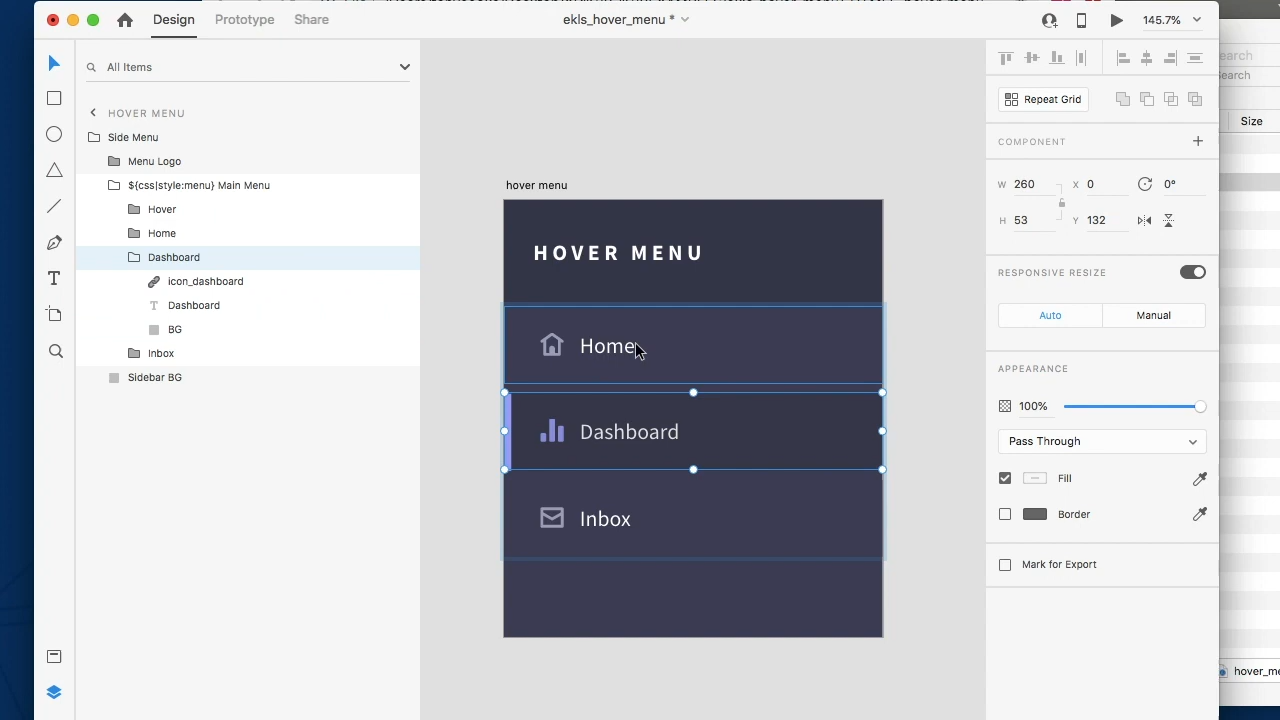 Design Prototype Share ekls_hover_menu * 145.7%
All Items
HOVER MENU
Side Menu
Menu Logo
${css|style:menu} Main Menu
Hover
Home
Dashboard
icon_dashboard
Dashboard
BG
Inbox
Sidebar BG
hover menu
HOVER MENU
Home
Dashboard
Inbox
Repeat Grid
COMPONENT
W 260 X 0 0°
H 53 Y 132
RESPONSIVE RESIZE
Auto Manual
APPEARANCE
100%
Pass Through
Fill
Border
Mark for Export
earch
Search
Size
hover_me